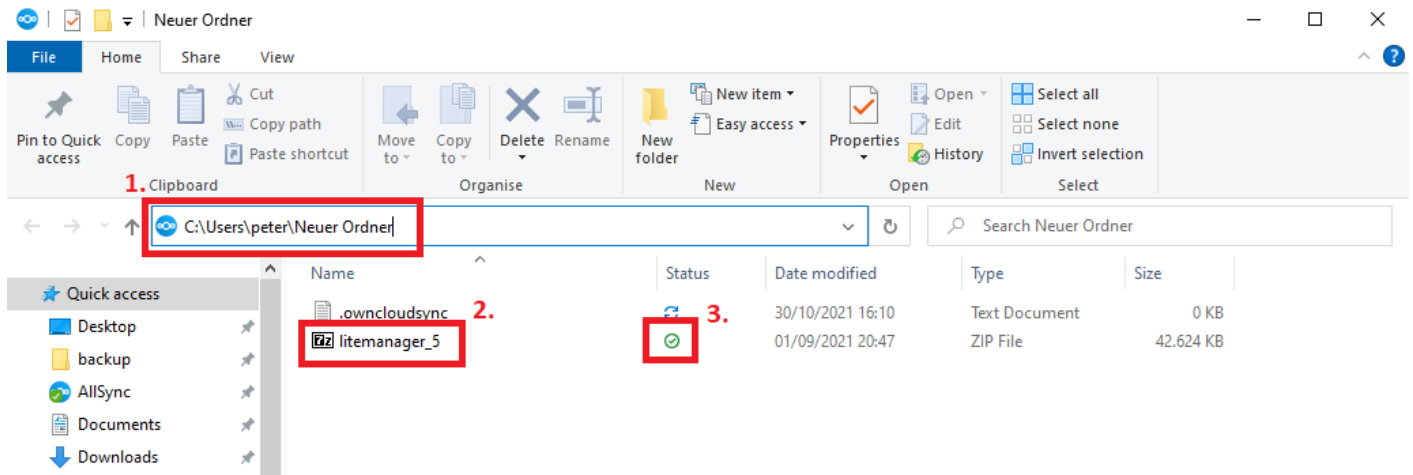 Neuer Ordner
File Home Share View
Pin to Quick access
Copy
Paste
Cut
Copy path
Paste shortcut
Clipboard
Move to
Copy to
Delete
Rename
Organise
New folder
New item
Easy access
New
Properties
Open
Edit
History
Open
Select all
Select none
Invert selection
Select
1.
C:\Users\peter\Neuer Ordner
Search Neuer Ordner
Quick access
Desktop
backup
AllSync
Documents
Downloads
Name Status Date modified Type Size
.owncloudsync 30/10/2021 16:10 Text Document 0 KB
2.
3.
litemanager_5 01/09/2021 20:47 ZIP File 42.624 KB